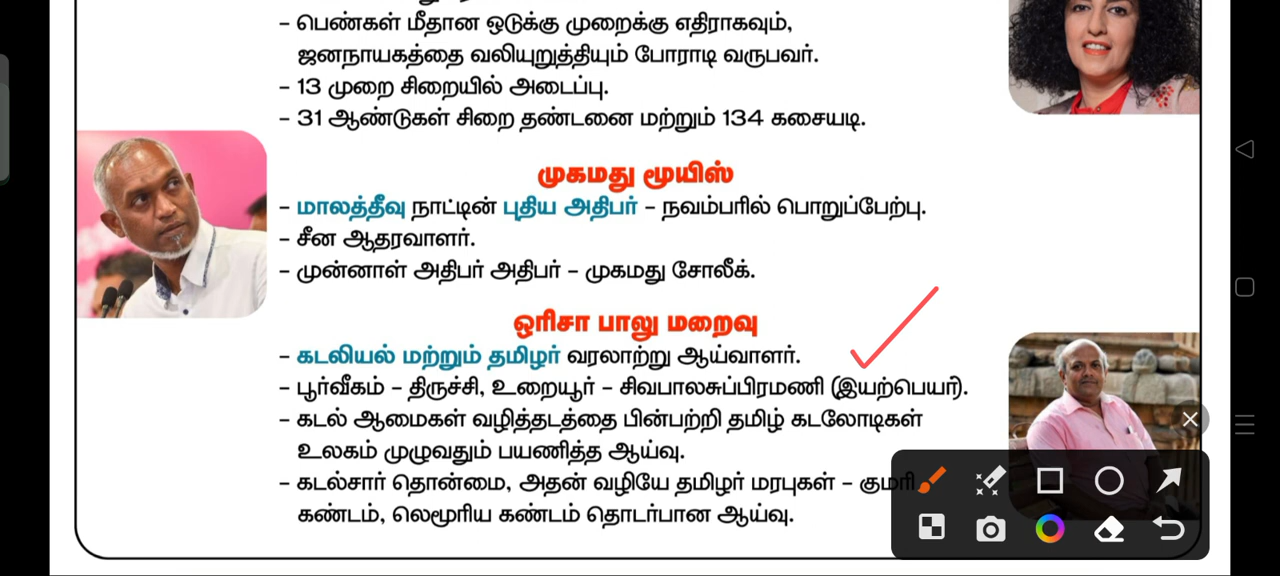 – பெண்கள் மீதான ஒடுக்கு முறைக்கு எதிராகவும்,
ஜனநாயகத்தை வலியுறுத்தியும் போராடி வருபவர்.
– 13 முறை சிறையில் அடைப்பு.
– 31 ஆண்டுகள் சிறை தண்டனை மற்றும் 134 கசையடி.
முகமது மூயிஸ்
– மாலத்தீவு நாட்டின் புதிய அதிபர் – நவம்பரில் பொறுப்பேற்பு.
– சீன ஆதரவாளர்.
– முன்னாள் அதிபர் அதிபர் – முகமது சோலீக்.
ஒரிசா பாலு மறைவு
– கடலியல் மற்றும் தமிழர் வரலாற்று ஆய்வாளர்.
– பூர்வீகம் – திருச்சி, உறையூர் – சிவபாலசுப்பிரமணி (இயற்பெயர்).
– கடல் ஆமைகள் வழித்தடத்தை பின்பற்றி தமிழ் கடலோடிகள்
உலகம் முழுவதும் பயணித்த ஆய்வு.
– கடல்சார் தொன்மை, அதன் வழியே தமிழர் மரபுகள் – குமரி
கண்டம், லெமூரிய கண்டம் தொடர்பான ஆய்வு.